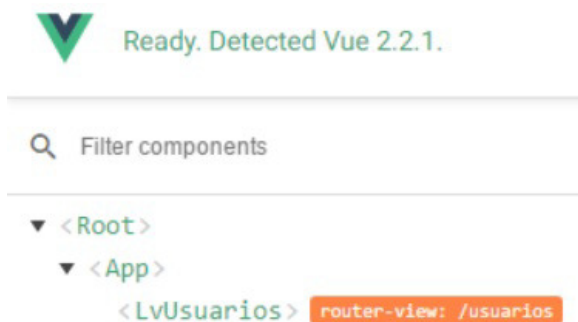 Ready. Detected Vue 2.2.1.
Filter components
<Root>
<App>
<LvUsuarios> router-view: /usuarios